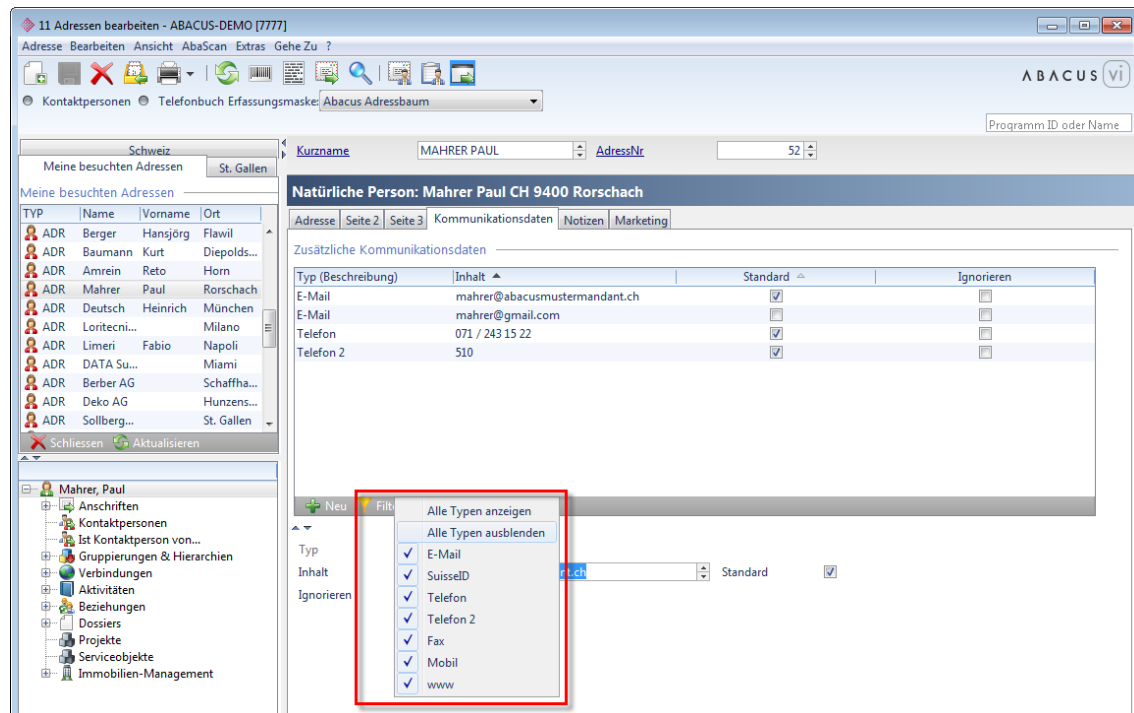 11 Adressen bearbeiten - ABACUS-DEMO [7777]
Adresse Bearbeiten Ansicht AbaScan Extras Gehe Zu ?
ABACUS vi
Kontaktpersonen Telefonbuch Erfassungsmaske: Abacus Adressbaum
Programm ID oder Name
Schweiz
Meine besuchten Adressen St. Gallen
Meine besuchten Adressen
TYP Name Vorname Ort
ADR Berger Hansjörg Flawil
ADR Baumann Kurt Diepolds...
ADR Amrein Reto Horn
ADR Mahrer Paul Rorschach
ADR Deutsch Heinrich München
ADR Loritecni... Milano
ADR Limeri Fabio Napoli
ADR DATA Su... Miami
ADR Berber AG Schaffha...
ADR Deko AG Hunzens...
ADR Sollberg... St. Gallen
Schliessen Aktualisieren
Mahrer, Paul
Anschriften
Kontaktpersonen
Ist Kontaktperson von...
Gruppierungen & Hierarchien
Verbindungen
Aktivitäten
Beziehungen
Dossiers
Projekte
Serviceobjekte
Immobilien-Management
Kurzname MAHRER PAUL AdressNr 52
Natürliche Person: Mahrer Paul CH 9400 Rorschach
Adresse Seite 2 Seite 3 Kommunikationsdaten Notizen Marketing
Zusätzliche Kommunikationsdaten
Typ (Beschreibung) Inhalt Standard Ignorieren
E-Mail mahrer@abacusmustermandant.ch
E-Mail mahrer@gmail.com
Telefon 071 / 243 15 22
Telefon 2 510
Neu Filt
Typ
Inhalt nt.ch Standard
Ignorieren
Alle Typen anzeigen
Alle Typen ausblenden
E-Mail
SuisseID
Telefon
Telefon 2
Fax
Mobil
www